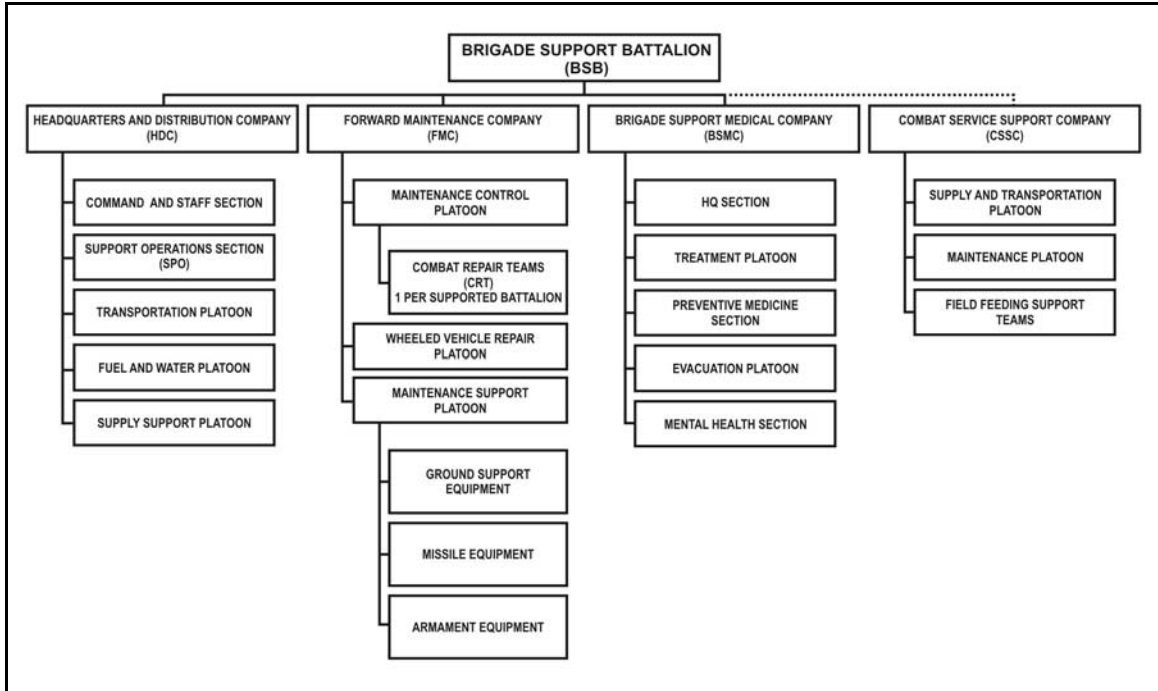 BRIGADE SUPPORT BATTALION
(BSB)
HEADQUARTERS AND DISTRIBUTION COMPANY
(HDC)
COMMAND AND STAFF SECTION
SUPPORT OPERATIONS SECTION
(SPO)
TRANSPORTATION PLATOON
FUEL AND WATER PLATOON
SUPPLY SUPPORT PLATOON
FORWARD MAINTENANCE COMPANY
(FMC)
MAINTENANCE CONTROL
PLATOON
COMBAT REPAIR TEAMS
(CRT)
1 PER SUPPORTED BATTALION
WHEELED VEHICLE REPAIR
PLATOON
MAINTENANCE SUPPORT
PLATOON
GROUND SUPPORT
EQUIPMENT
MISSILE EQUIPMENT
ARMAMENT EQUIPMENT
BRIGADE SUPPORT MEDICAL COMPANY
(BSMC)
HQ SECTION
TREATMENT PLATOON
PREVENTIVE MEDICINE
SECTION
EVACUATION PLATOON
MENTAL HEALTH SECTION
COMBAT SERVICE SUPPORT COMPANY
(CSSC)
SUPPLY AND TRANSPORTATION
PLATOON
MAINTENANCE PLATOON
FIELD FEEDING SUPPORT
TEAMS